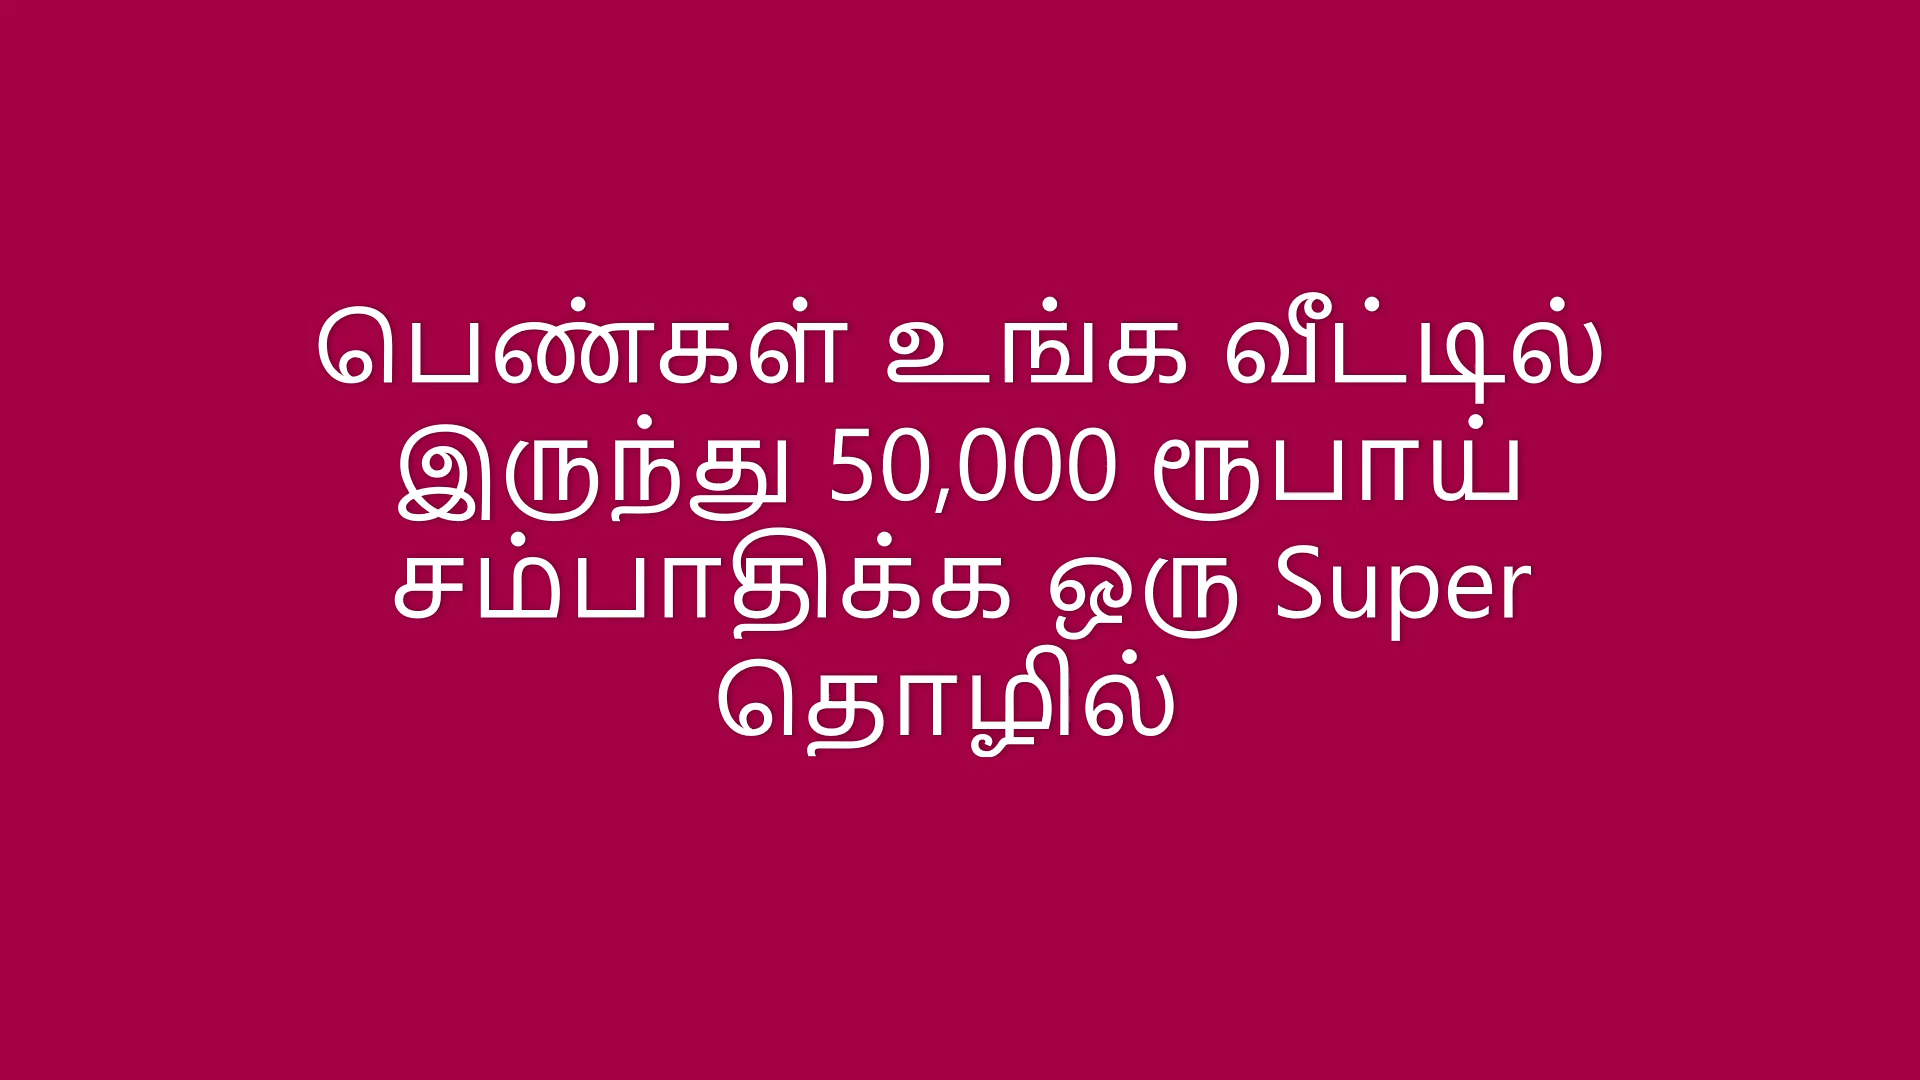 பெண்கள் உங்க வீட்டில்
இருந்து 50,000 ரூபாய்
சம்பாதிக்க ஒரு Super
தொழில்